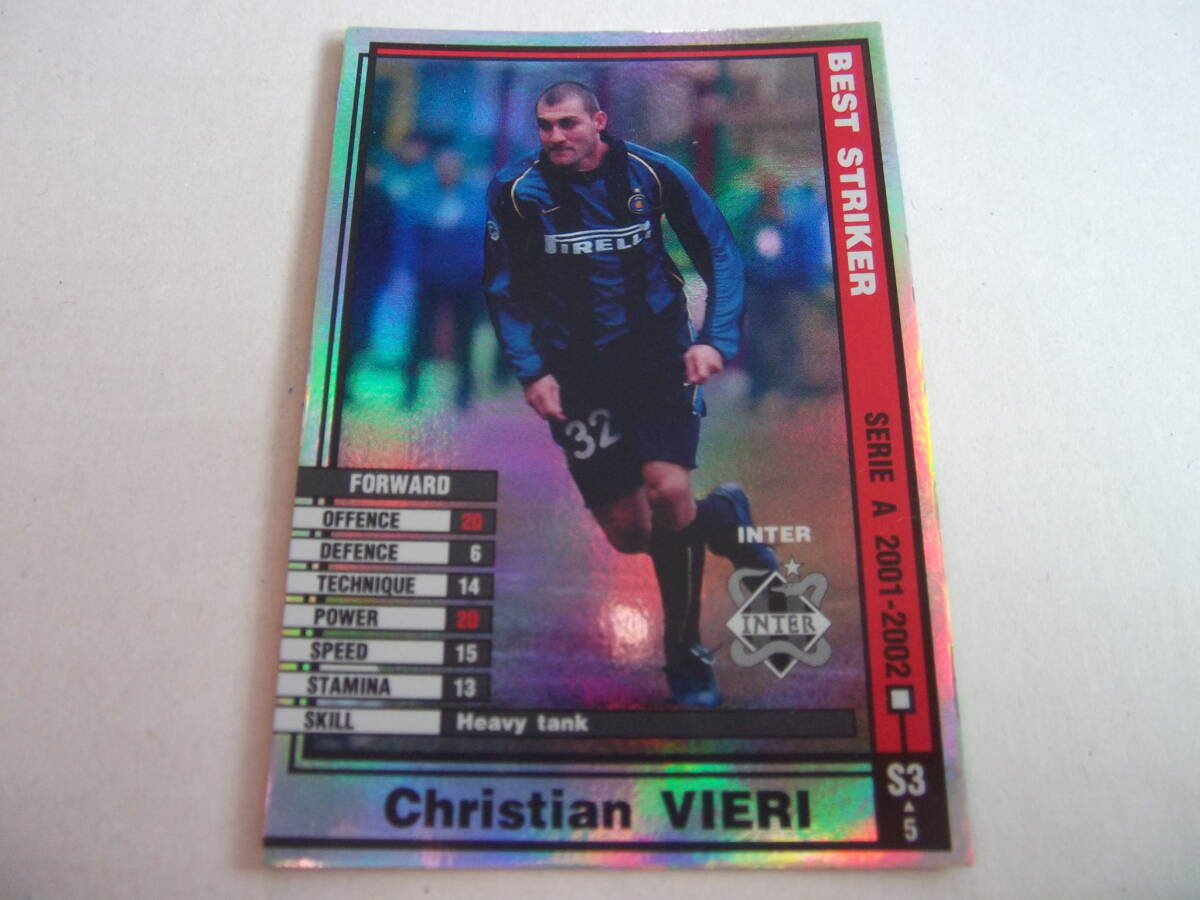 BEST STRIKER
SERIE A 2001-2002
PIRELLI
32
FORWARD
OFFENCE 20
DEFENCE 6
TECHNIQUE 14
POWER 20
SPEED 15
STAMINA 13
SKILL Heavy tank
INTER
INTER
Christian VIERI
S3
▲
5